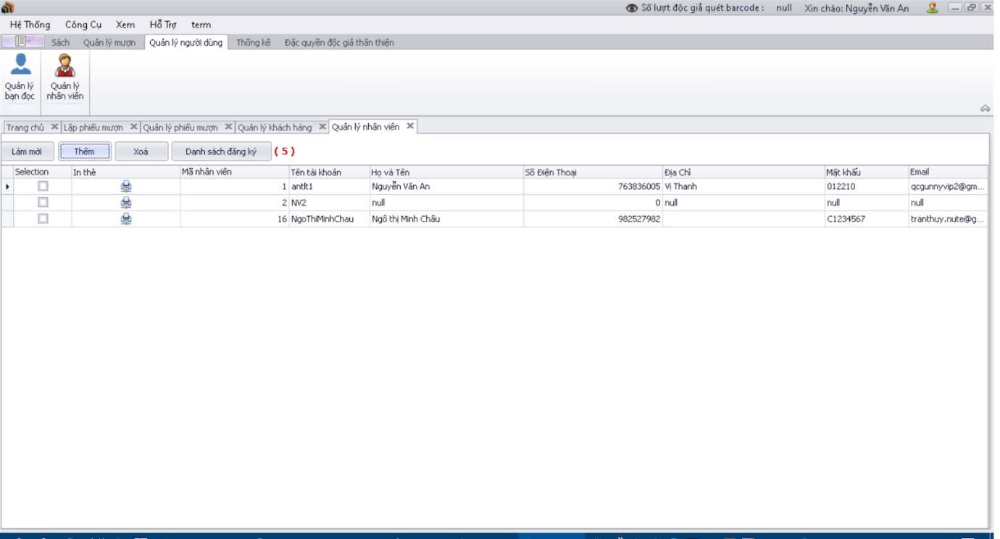 Số lượt độc giả quét barcode : null Xin chào: Nguyễn Văn An
Hệ Thống Công Cụ Xem Hỗ Trợ term
Sách Quản lý mượn Quản lý người dùng Thống kê Đặc quyền độc giả thân thiện
Quản lý bạn đọc Quản lý nhân viên
Trang chủ Lập phiếu mượn Quản lý phiếu mượn Quản lý khách hàng Quản lý nhân viên
Làm mới Thêm Xoá Danh sách đăng ký ( 5 )
Selection In thẻ Mã nhân viên Tên tài khoản Họ và Tên Số Điện Thoại Địa Chỉ Mật khẩu Email
1 antlt1 Nguyễn Văn An 763836005 Vị Thanh 012210 qcgunnyvip2@gm...
2 NV2 null 0 null null null
16 NgoThiMinhChau Ngô thị Minh Châu 982527982 C1234567 tranthuy.nute@g...